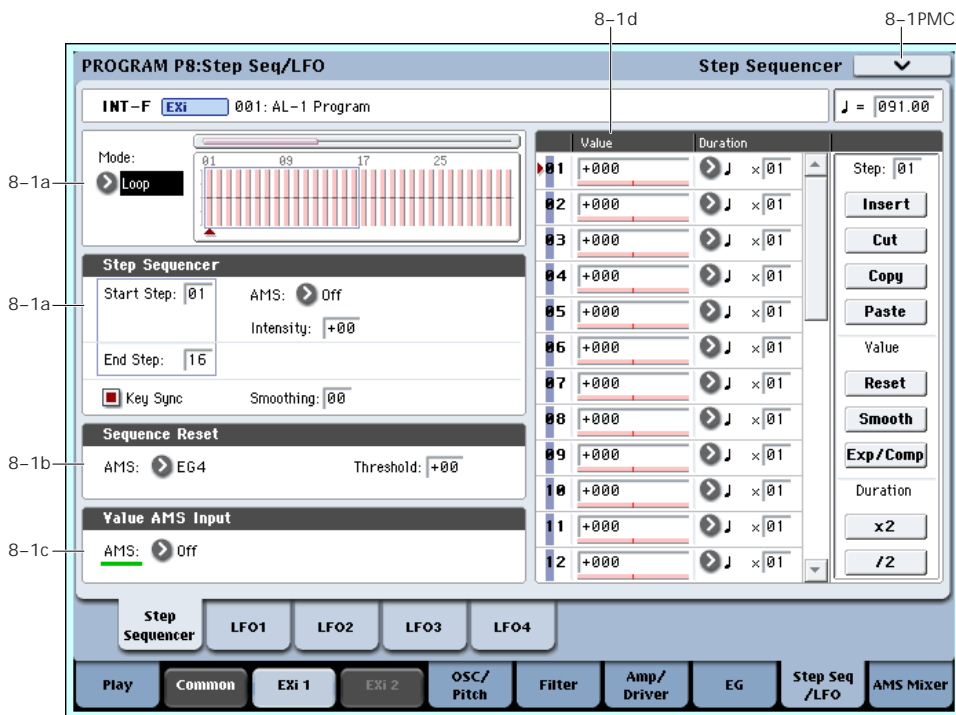 8–1d
8–1PMC
PROGRAM P8:Step Seq/LFO
Step Sequencer
INT–F EXi 001: AL–1 Program
♩ = 091.00
8–1a
Mode:
Loop
01 09 17 25
8–1a
Step Sequencer
Start Step: 01
AMS: Off
Intensity: +00
End Step: 16
Key Sync
Smoothing: 00
8–1b
Sequence Reset
AMS: EG4
Threshold: +00
8–1c
Value AMS Input
AMS: Off
Value Duration
01 +000 ♩ ×01
02 +000 ♩ ×01
03 +000 ♩ ×01
04 +000 ♩ ×01
05 +000 ♩ ×01
06 +000 ♩ ×01
07 +000 ♩ ×01
08 +000 ♩ ×01
09 +000 ♩ ×01
10 +000 ♩ ×01
11 +000 ♩ ×01
12 +000 ♩ ×01
Step: 01
Insert
Cut
Copy
Paste
Value
Reset
Smooth
Exp/Comp
Duration
x2
/2
Step
Sequencer
LFO1
LFO2
LFO3
LFO4
Play
Common
EXi 1
EXi 2
OSC/
Pitch
Filter
Amp/
Driver
EG
Step Seq
/LFO
AMS Mixer